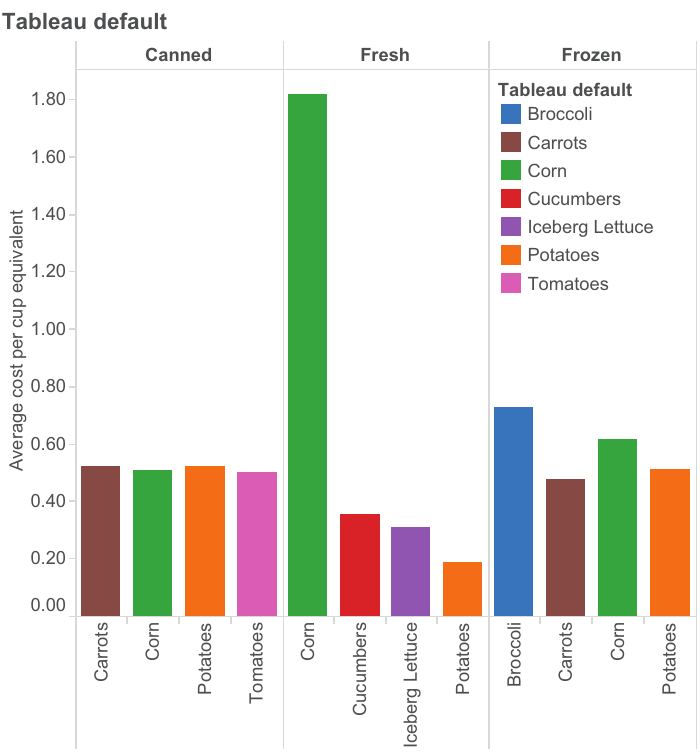 Tableau default
Canned
Fresh
Frozen
Average cost per cup equivalent
1.80
1.60
1.40
1.20
1.00
0.80
0.60
0.40
0.20
0.00
Tableau default
Broccoli
Carrots
Corn
Cucumbers
Iceberg Lettuce
Potatoes
Tomatoes
Carrots
Corn
Potatoes
Tomatoes
Corn
Cucumbers
Iceberg Lettuce
Potatoes
Broccoli
Carrots
Corn
Potatoes